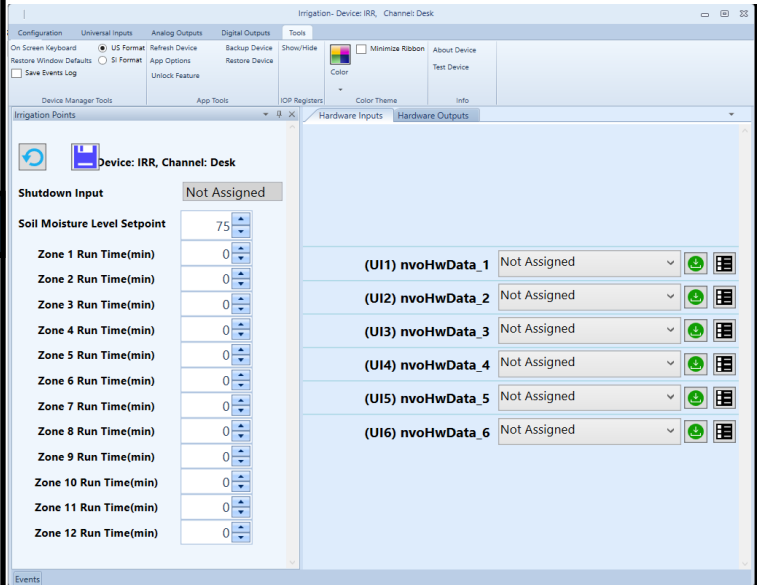 Irrigation- Device: IRR, Channel: Desk
Configuration Universal Inputs Analog Outputs Digital Outputs Tools
On Screen Keyboard US Format Refresh Device Backup Device Show/Hide Minimize Ribbon About Device
Restore Window Defaults SI Format App Options Restore Device Test Device
Save Events Log Unlock Feature Color
Device Manager Tools App Tools IOP Registers Color Theme Info
Irrigation Points Hardware Inputs Hardware Outputs
Device: IRR, Channel: Desk
Shutdown Input Not Assigned
Soil Moisture Level Setpoint 75
Zone 1 Run Time(min) 0
Zone 2 Run Time(min) 0
Zone 3 Run Time(min) 0
Zone 4 Run Time(min) 0
Zone 5 Run Time(min) 0
Zone 6 Run Time(min) 0
Zone 7 Run Time(min) 0
Zone 8 Run Time(min) 0
Zone 9 Run Time(min) 0
Zone 10 Run Time(min) 0
Zone 11 Run Time(min) 0
Zone 12 Run Time(min) 0
(UI1) nvoHwData_1 Not Assigned
(UI2) nvoHwData_2 Not Assigned
(UI3) nvoHwData_3 Not Assigned
(UI4) nvoHwData_4 Not Assigned
(UI5) nvoHwData_5 Not Assigned
(UI6) nvoHwData_6 Not Assigned
Events